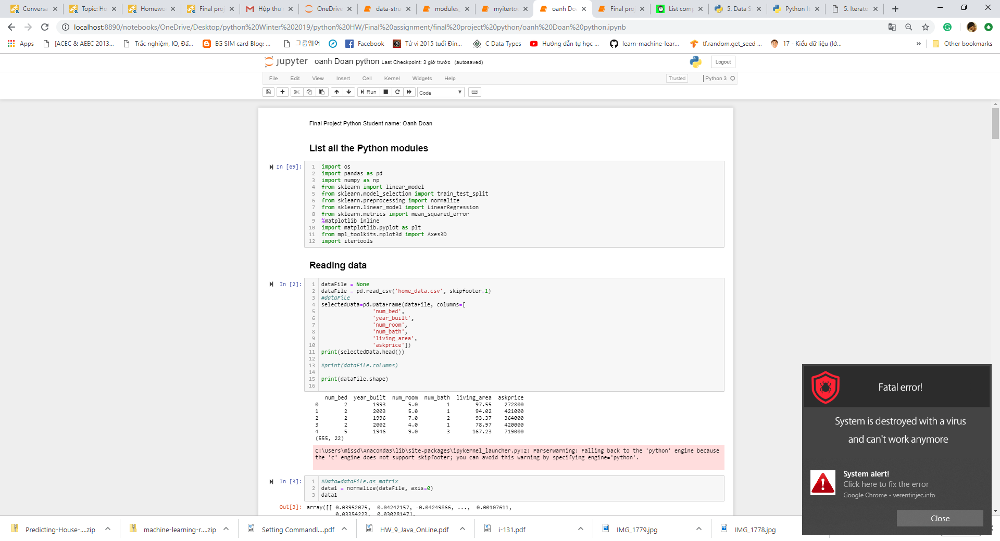 Conversa
Topic: Ho
Homewo
Final proj
Hộp thư
OneDrive
data-stru
modules_
myitertoo
oanh Do
Final proj
List comp
5. Data S
Python It
5. Iterato
localhost:8890/notebooks/OneDrive/Desktop/python%20Winter%202019/python%20HW/Final%20assignment/final%20project%20python/oanh%20Doan%20python.ipynb
Apps
[ACEC & AEEC 2013...
Trắc nghiệm, IQ, Đấ...
EG SIM card Blog: ...
그룹웨어
Facebook
Tử vi 2015 tuổi Đin...
C Data Types
Hướng dẫn tự học ...
learn-machine-lear...
tf.random.get_seed ...
17 - Kiểu dữ liệu (lớ...
»
Other bookmarks
jupyter oanh Doan python Last Checkpoint: 3 giờ trước (autosaved)
Logout
File Edit View Insert Cell Kernel Widgets Help
Trusted
Python 3
Run
Code
Final Project Python Student name: Oanh Doan
List all the Python modules
In [69]:
1 import os
2 import pandas as pd
3 import numpy as np
4 from sklearn import linear_model
5 from sklearn.model_selection import train_test_split
6 from sklearn.preprocessing import normalize
7 from sklearn.linear_model import LinearRegression
8 from sklearn.metrics import mean_squared_error
9 %matplotlib inline
10 import matplotlib.pyplot as plt
11 from mpl_toolkits.mplot3d import Axes3D
12 import itertools
Reading data
In [2]:
1 dataFile = None
2 dataFile = pd.read_csv('home_data.csv', skipfooter=1)
3 #dataFile
4 selectedData=pd.DataFrame(dataFile, columns=[
5 'num_bed',
6 'year_built',
7 'num_room',
8 'num_bath',
9 'living_area',
10 'askprice'])
11 print(selectedData.head())
12
13 #print(dataFile.columns)
14
15 print(dataFile.shape)
16
num_bed year_built num_room num_bath living_area askprice
0 2 1993 5.0 1 97.55 272800
1 2 2003 5.0 1 94.02 421000
2 2 1996 7.0 2 93.37 364000
3 2 2002 4.0 1 78.97 420000
4 5 1946 9.0 3 167.23 719000
(555, 22)
C:\Users\missd\Anaconda3\lib\site-packages\ipykernel_launcher.py:2: ParserWarning: Falling back to the 'python' engine because
the 'c' engine does not support skipfooter; you can avoid this warning by specifying engine='python'.
In [3]:
1 #Data=dataFile.as_matrix
2 data1 = normalize(dataFile, axis=0)
3 data1
Out[3]: array([[ 0.03952075, 0.04242157, -0.04249866, ..., 0.00107611,
0.03354223, 0.03028147],
Fatal error!
System is destroyed with a virus
and can't work anymore
System alert!
Click here to fix the error
Google Chrome • verentinjec.info
Close
Predicting-House-....zip
machine-learning-r....zip
Setting Commandl....pdf
HW_9_Java_OnLine.pdf
i-131.pdf
IMG_1779.jpg
IMG_1778.jpg